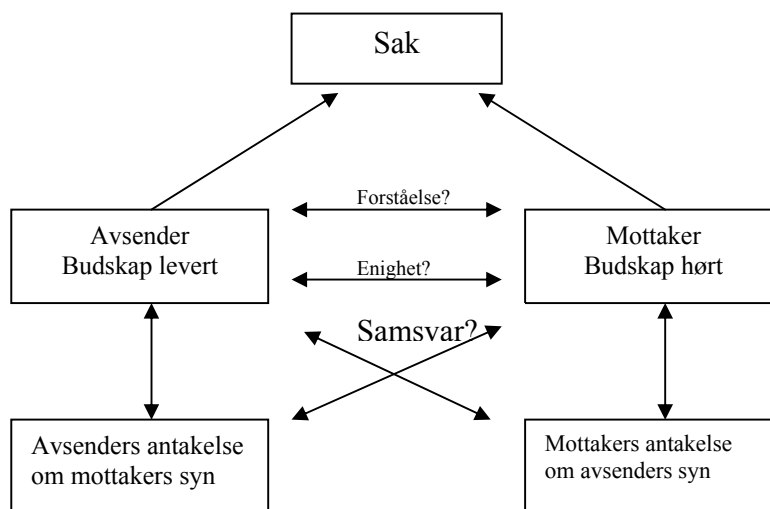 Sak
Forståelse?
Avsender
Budskap levert
Mottaker
Budskap hørt
Enighet?
Samsvar?
Avsenders antakelse
om mottakers syn
Mottakers antakelse
om avsenders syn